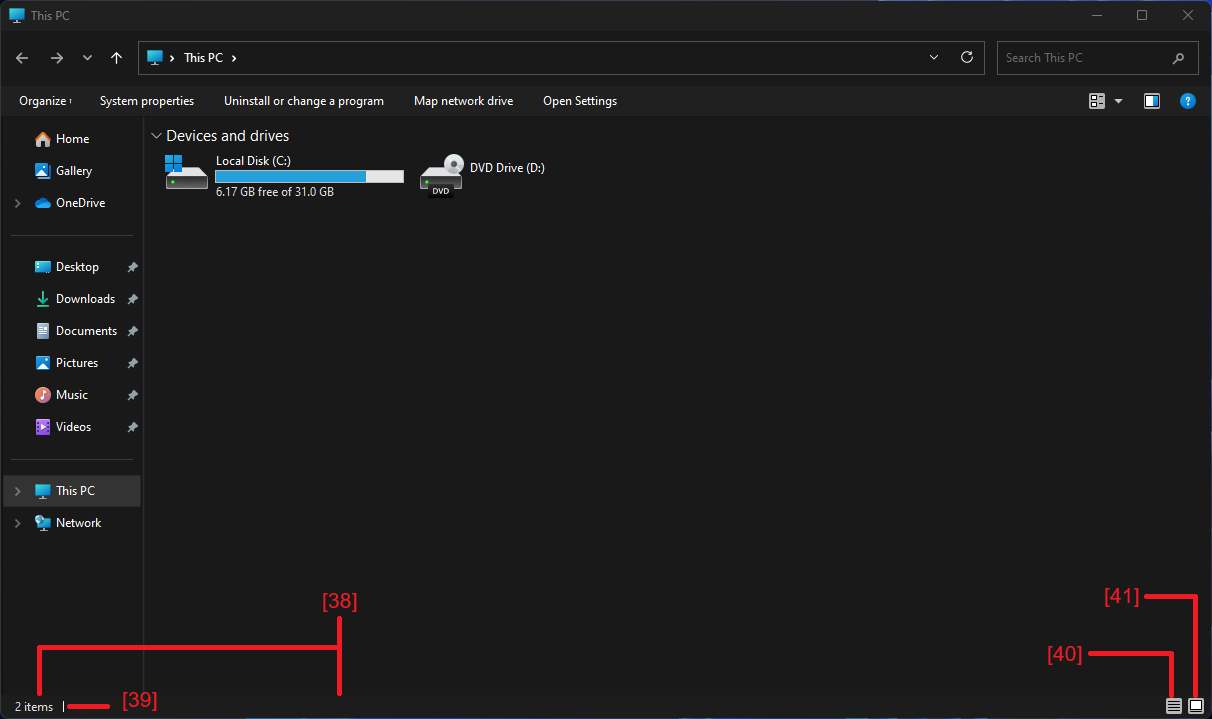 This PC
This PC
Search This PC
Organize
System properties
Uninstall or change a program
Map network drive
Open Settings
?
Home
Gallery
OneDrive
Desktop
Downloads
Documents
Pictures
Music
Videos
This PC
Network
Devices and drives
Local Disk (C:)
6.17 GB free of 31.0 GB
DVD
DVD Drive (D:)
[38]
[41]
[40]
[39]
2 items